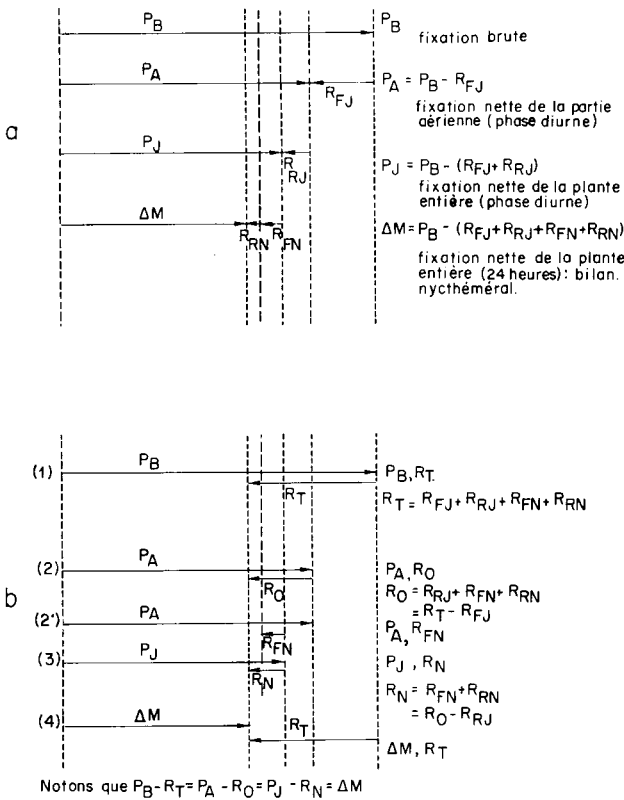 P_B P_B
fixation brute
P_A P_A = P_B - R_FJ
R_FJ
fixation nette de la partie
aérienne (phase diurne)
a
P_J P_J = P_B - (R_FJ + R_RJ)
R_RJ
fixation nette de la plante
entière (phase diurne)
ΔM ΔM = P_B - (R_FJ + R_RJ + R_FN + R_RN)
R_RN R_FN
fixation nette de la plante
entière (24 heures): bilan.
nycthéméral.
(1) P_B P_B, R_T.
R_T R_T = R_FJ + R_RJ + R_FN + R_RN
(2) P_A P_A, R_O
R_O R_O = R_RJ + R_FN + R_RN
= R_T - R_FJ
b
(2') P_A P_A, R_FN
R_FN
(3) P_J P_J, R_N
R_N R_N = R_FN + R_RN
= R_O - R_RJ
(4) ΔM R_T
ΔM, R_T
Notons que P_B - R_T = P_A - R_O = P_J - R_N = ΔM